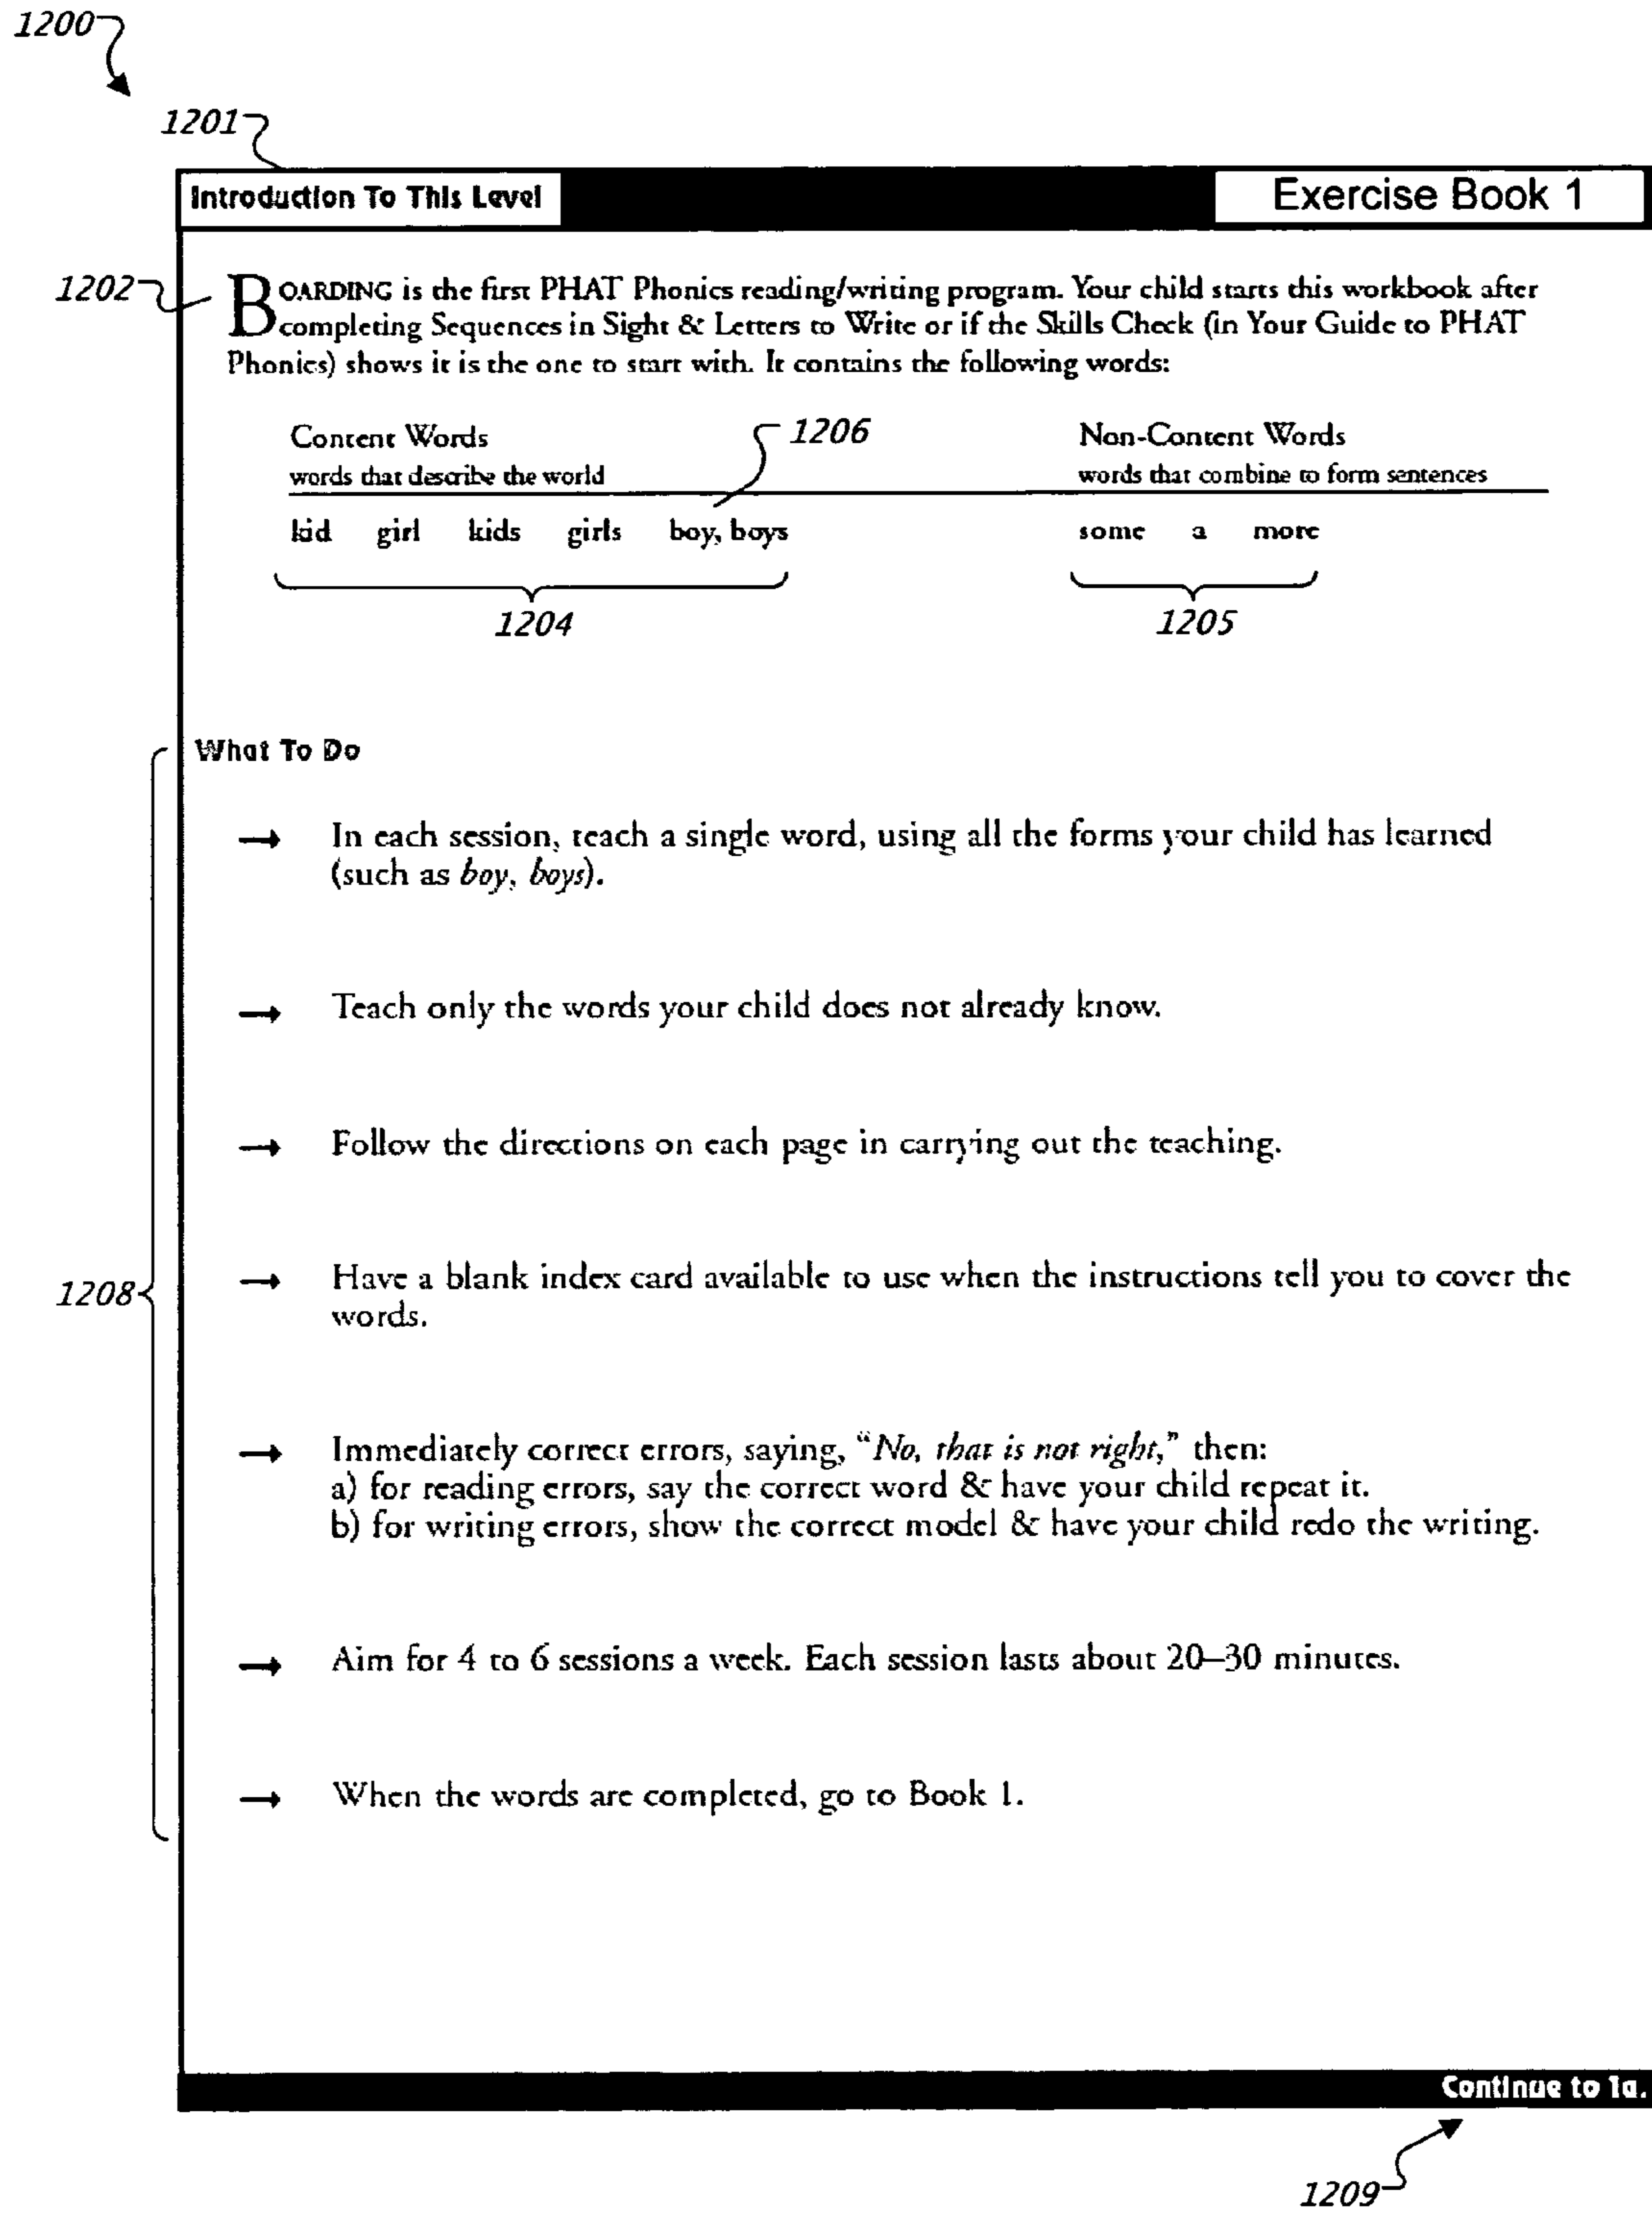 1200
1201
Introduction To This Level Exercise Book 1
1202
BOARDING is the first PHAT Phonics reading/writing program. Your child starts this workbook after
completing Sequences in Sight & Letters to Write or if the Skills Check (in Your Guide to PHAT
Phonics) shows it is the one to start with. It contains the following words:
Content Words 1206 Non-Content Words
words that describe the world words that combine to form sentences
kid girl kids girls boy, boys some a more
1204 1205
What To Do
→ In each session, teach a single word, using all the forms your child has learned
(such as boy, boys).
→ Teach only the words your child does not already know.
→ Follow the directions on each page in carrying out the teaching.
1208
→ Have a blank index card available to use when the instructions tell you to cover the
words.
→ Immediately correct errors, saying, “No, that is not right,” then:
a) for reading errors, say the correct word & have your child repeat it.
b) for writing errors, show the correct model & have your child redo the writing.
→ Aim for 4 to 6 sessions a week. Each session lasts about 20–30 minutes.
→ When the words are completed, go to Book 1.
Continue to 1a.
1209